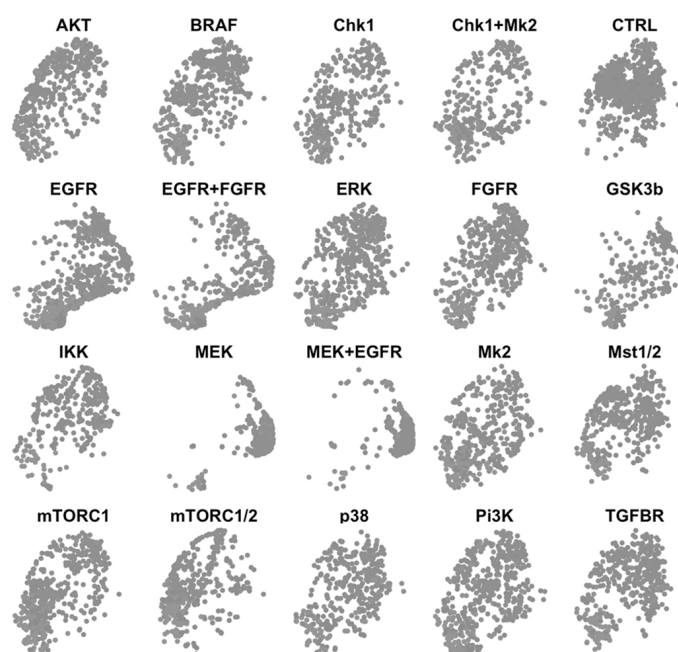 AKT BRAF Chk1 Chk1+Mk2 CTRL
EGFR EGFR+FGFR ERK FGFR GSK3b
IKK MEK MEK+EGFR Mk2 Mst1/2
mTORC1 mTORC1/2 p38 Pi3K TGFBR